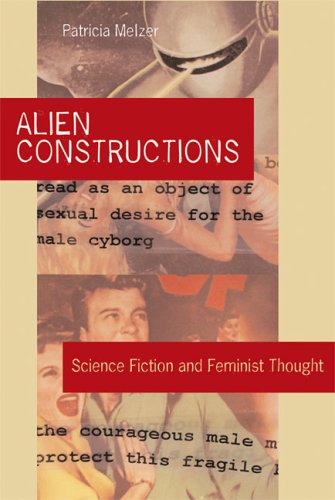 Patricia Melzer
ALIEN
CONSTRUCTIONS
be
read as an object of
sexual desire for the
male cyborg
Science Fiction and Feminist Thought
the courageous male m
protect this fragile